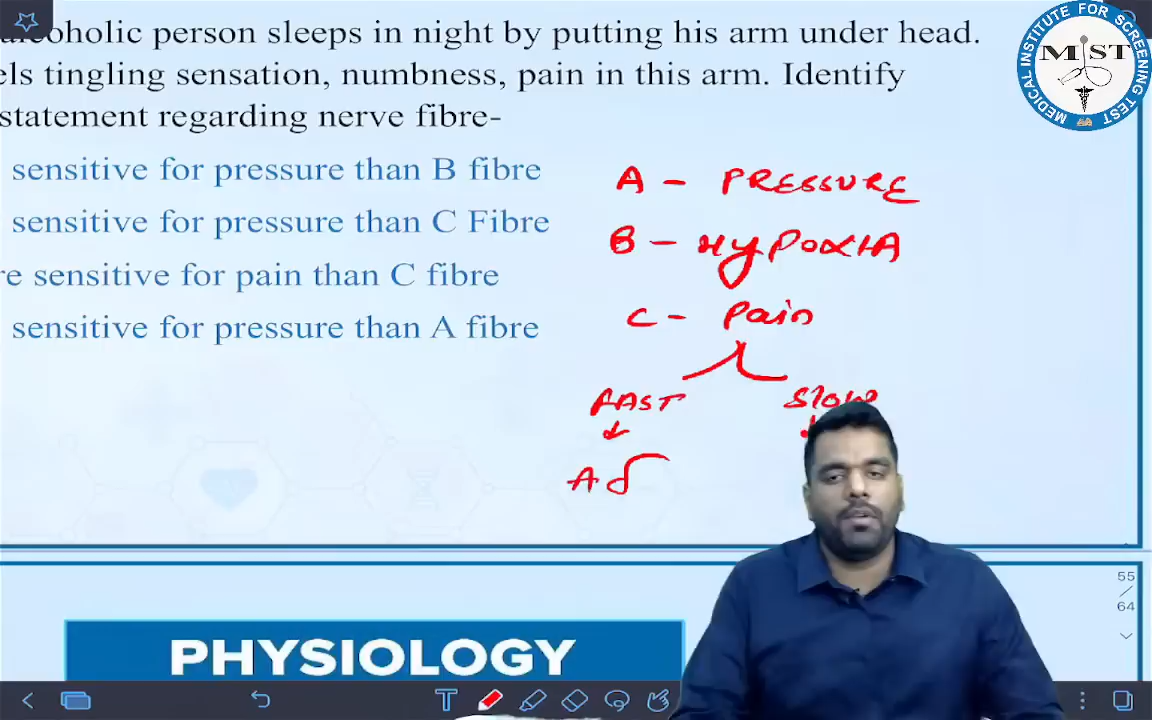 alcoholic person sleeps in night by putting his arm under head.
els tingling sensation, numbness, pain in this arm. Identify
statement regarding nerve fibre-
sensitive for pressure than B fibre
sensitive for pressure than C Fibre
re sensitive for pain than C fibre
sensitive for pressure than A fibre
A - PRESSURE
B - HYPOXIA
C - Pain
FAST
Slow
A δ
MIST
MEDICAL INSTITUTE FOR SCREENING TEST
55
/
64
PHYSIOLOGY
T